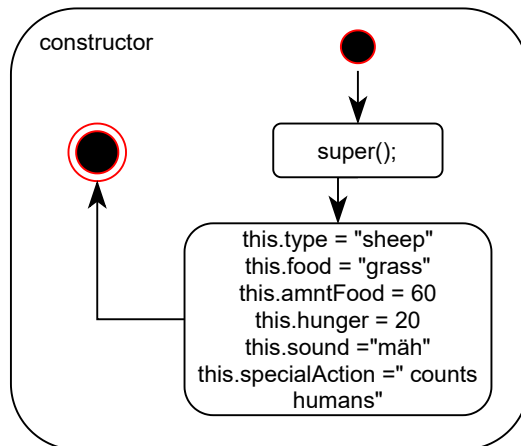 constructor
super();
this.type = "sheep"
this.food = "grass"
this.amntFood = 60
this.hunger = 20
this.sound ="mäh"
this.specialAction =" counts
humans"